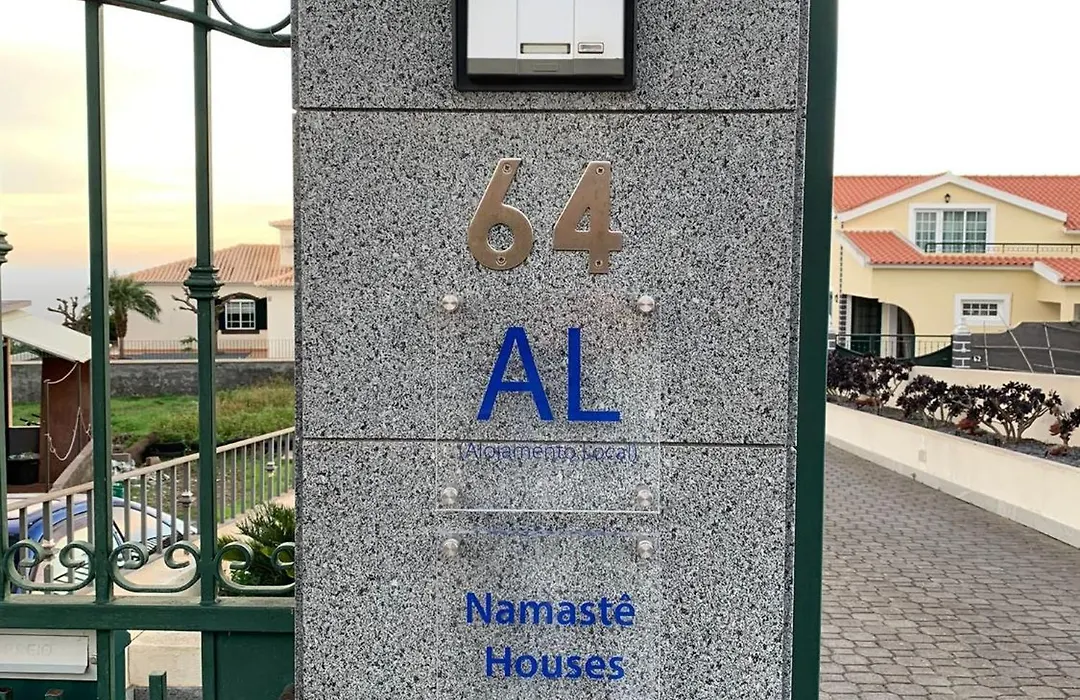 64
AL
(Alojamento Local)
Namastê
Houses